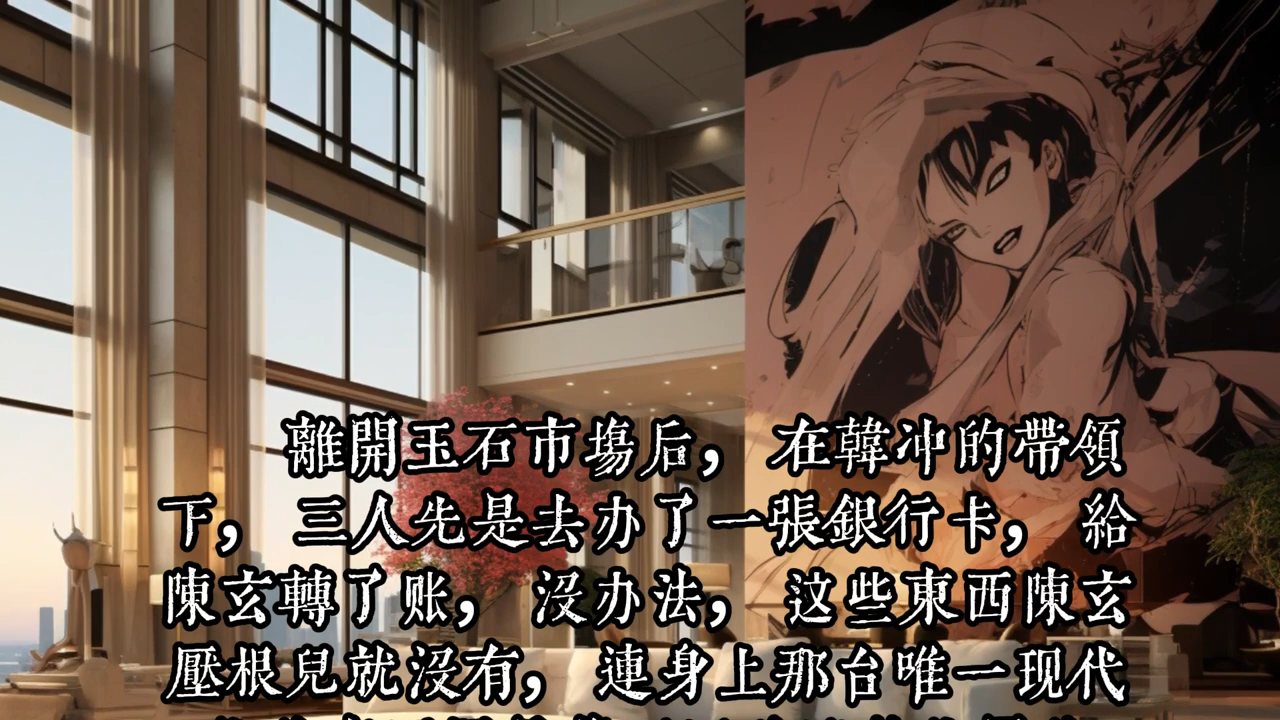 離開玉石市場后， 在韓冲的帶領
下， 三人先是去办了一張銀行卡， 給
陳玄轉了账， 沒办法， 这些東西陳玄
壓根兒就沒有， 連身上那台唯一现代